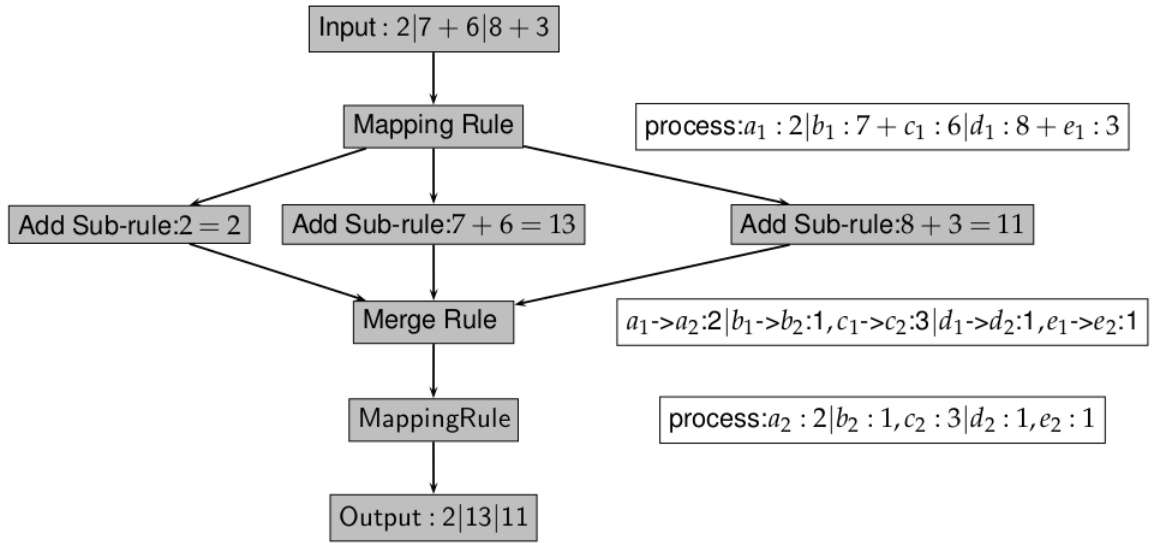 Input : 2|7 + 6|8 + 3
Mapping Rule
process:a₁ : 2|b₁ : 7 + c₁ : 6|d₁ : 8 + e₁ : 3
Add Sub-rule:2 = 2
Add Sub-rule:7 + 6 = 13
Add Sub-rule:8 + 3 = 11
Merge Rule
a₁->a₂:2|b₁->b₂:1,c₁->c₂:3|d₁->d₂:1,e₁->e₂:1
MappingRule
process:a₂ : 2|b₂ : 1,c₂ : 3|d₂ : 1,e₂ : 1
Output : 2|13|11